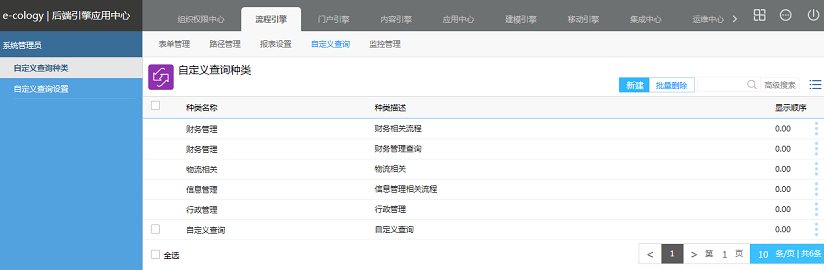 e-cology | 后端引擎应用中心
组织权限中心 流程引擎 门户引擎 内容引擎 应用中心 建模引擎 移动引擎 集成中心 运维中心 >
系统管理员
表单管理 路径管理 报表设置 自定义查询 监控管理
自定义查询种类
自定义查询设置
自定义查询种类
新建 批量删除 高级搜索
种类名称 种类描述 显示顺序
财务管理 财务相关流程 0.00
财务管理 财务管理查询 0.00
物流相关 物流相关 0.00
信息管理 信息管理相关流程 0.00
行政管理 行政管理 0.00
自定义查询 自定义查询 0.00
全选
< 1 > 第 1 页 10 条/页 | 共6条